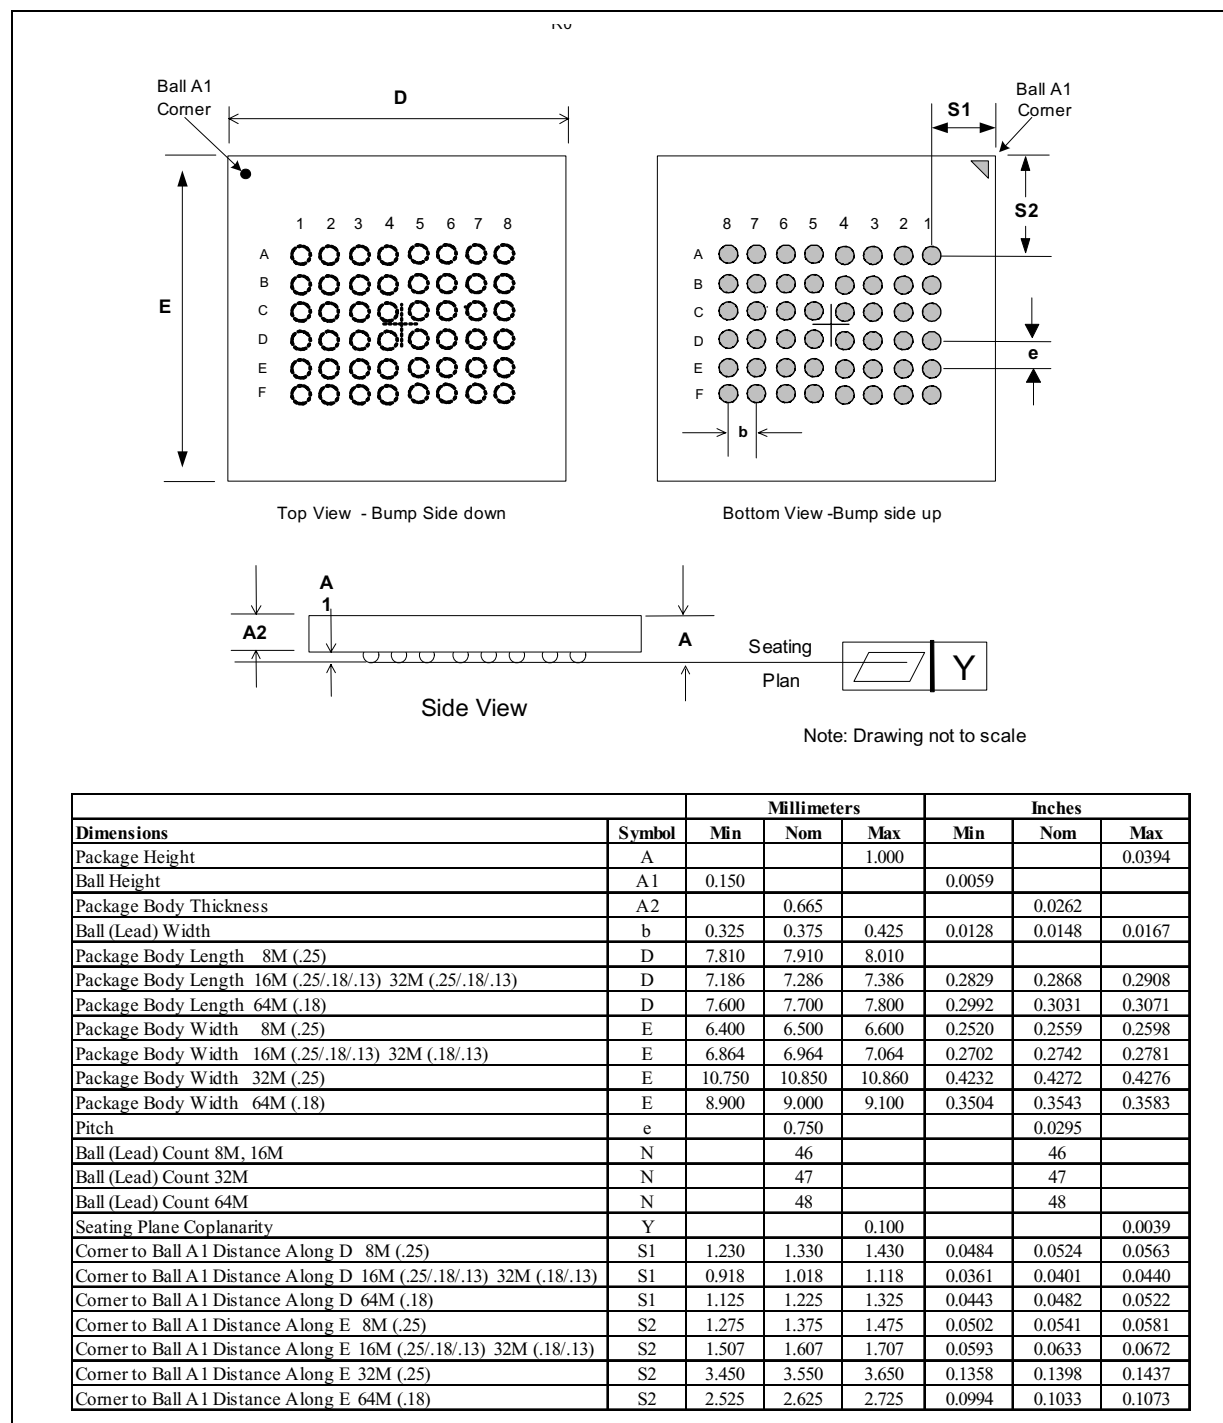 Ball A1
Corner
D
S1
Ball A1
Corner
S2
1 2 3 4 5 6 7 8
8 7 6 5 4 3 2 1
A
B
C
D
E
F
E
A
B
C
D
E
F
e
b
Top View - Bump Side down
Bottom View -Bump side up
A
1
A2
A
Seating
Plan
Y
Side View
Note: Drawing not to scale
Millimeters Inches
Dimensions Symbol Min Nom Max Min Nom Max
Package Height A 1.000 0.0394
Ball Height A1 0.150 0.0059
Package Body Thickness A2 0.665 0.0262
Ball (Lead) Width b 0.325 0.375 0.425 0.0128 0.0148 0.0167
Package Body Length 8M (.25) D 7.810 7.910 8.010
Package Body Length 16M (.25/.18/.13) 32M (.25/.18/.13) D 7.186 7.286 7.386 0.2829 0.2868 0.2908
Package Body Length 64M (.18) D 7.600 7.700 7.800 0.2992 0.3031 0.3071
Package Body Width 8M (.25) E 6.400 6.500 6.600 0.2520 0.2559 0.2598
Package Body Width 16M (.25/.18/.13) 32M (.18/.13) E 6.864 6.964 7.064 0.2702 0.2742 0.2781
Package Body Width 32M (.25) E 10.750 10.850 10.860 0.4232 0.4272 0.4276
Package Body Width 64M (.18) E 8.900 9.000 9.100 0.3504 0.3543 0.3583
Pitch e 0.750 0.0295
Ball (Lead) Count 8M, 16M N 46 46
Ball (Lead) Count 32M N 47 47
Ball (Lead) Count 64M N 48 48
Seating Plane Coplanarity Y 0.100 0.0039
Corner to Ball A1 Distance Along D 8M (.25) S1 1.230 1.330 1.430 0.0484 0.0524 0.0563
Corner to Ball A1 Distance Along D 16M (.25/.18/.13) 32M (.18/.13) S1 0.918 1.018 1.118 0.0361 0.0401 0.0440
Corner to Ball A1 Distance Along D 64M (.18) S1 1.125 1.225 1.325 0.0443 0.0482 0.0522
Corner to Ball A1 Distance Along E 8M (.25) S2 1.275 1.375 1.475 0.0502 0.0541 0.0581
Corner to Ball A1 Distance Along E 16M (.25/.18/.13) 32M (.18/.13) S2 1.507 1.607 1.707 0.0593 0.0633 0.0672
Corner to Ball A1 Distance Along E 32M (.25) S2 3.450 3.550 3.650 0.1358 0.1398 0.1437
Corner to Ball A1 Distance Along E 64M (.18) S2 2.525 2.625 2.725 0.0994 0.1033 0.1073